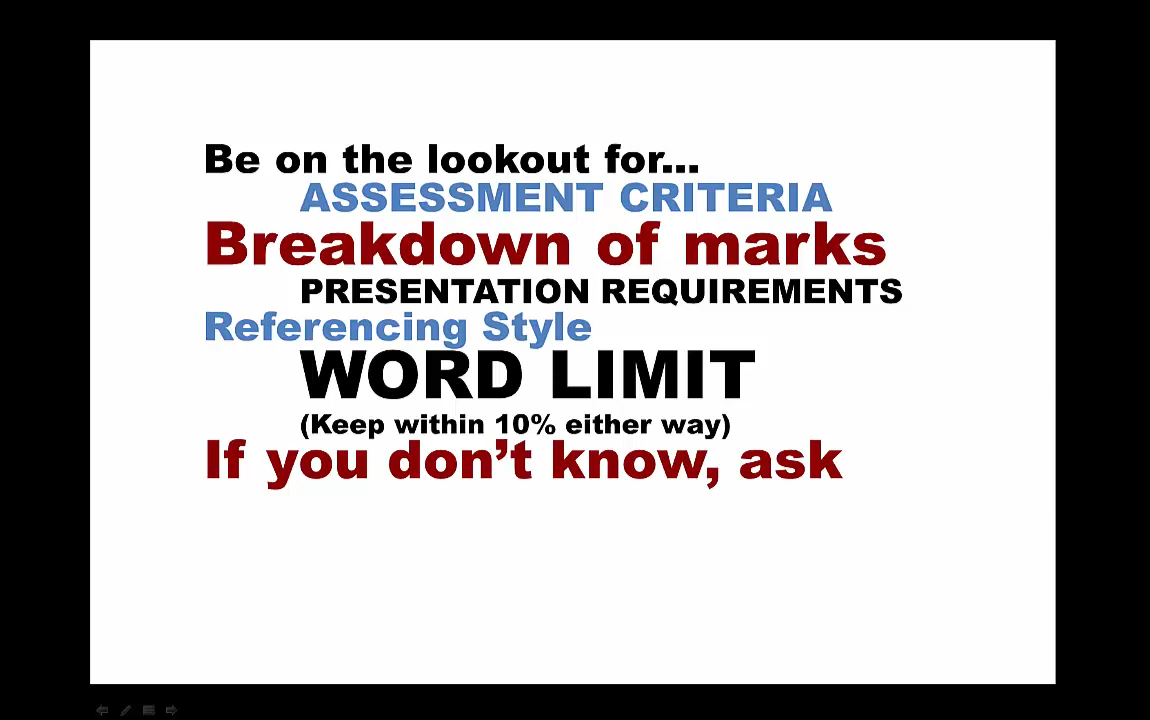 Be on the lookout for...
ASSESSMENT CRITERIA
Breakdown of marks
PRESENTATION REQUIREMENTS
Referencing Style
WORD LIMIT
(Keep within 10% either way)
If you don’t know, ask